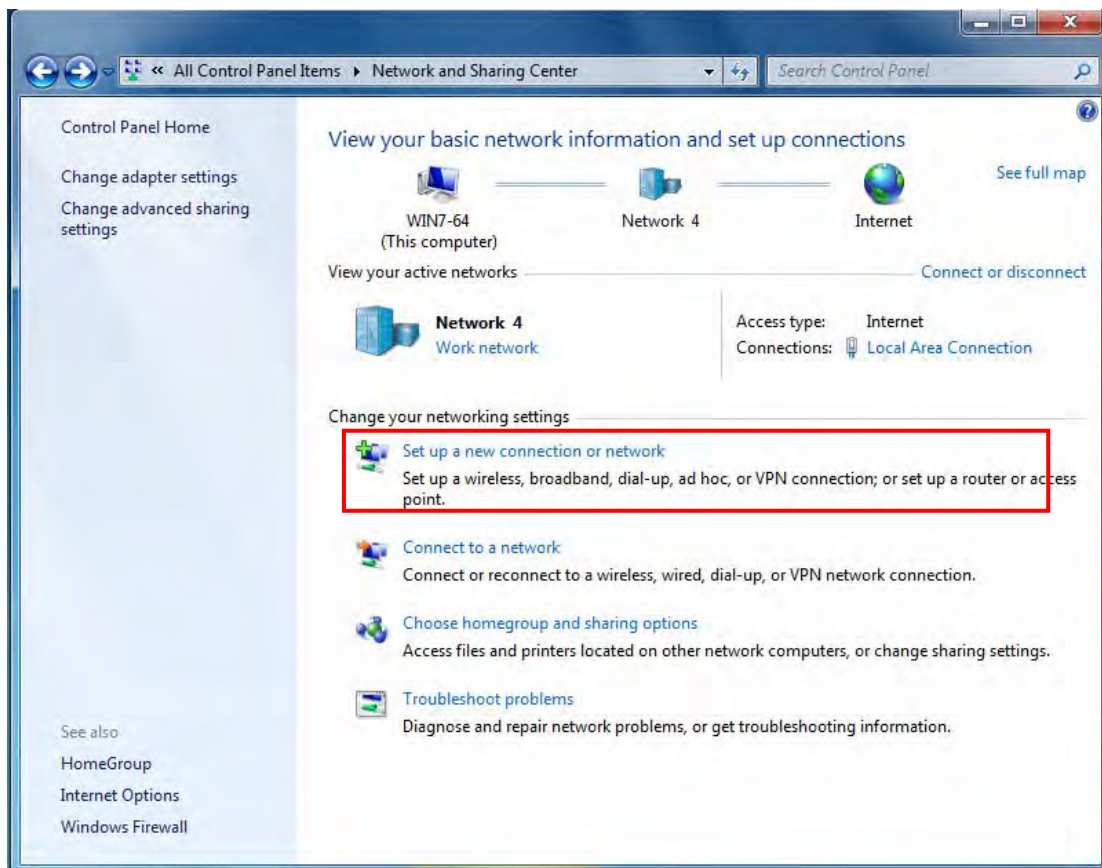 « All Control Panel Items ▸ Network and Sharing Center
Search Control Panel
Control Panel Home
Change adapter settings
Change advanced sharing
settings
View your basic network information and set up connections
See full map
WIN7-64
(This computer)
Network 4
Internet
View your active networks
Connect or disconnect
Network 4
Work network
Access type: Internet
Connections: Local Area Connection
Change your networking settings
Set up a new connection or network
Set up a wireless, broadband, dial-up, ad hoc, or VPN connection; or set up a router or access
point.
Connect to a network
Connect or reconnect to a wireless, wired, dial-up, or VPN network connection.
Choose homegroup and sharing options
Access files and printers located on other network computers, or change sharing settings.
Troubleshoot problems
Diagnose and repair network problems, or get troubleshooting information.
See also
HomeGroup
Internet Options
Windows Firewall